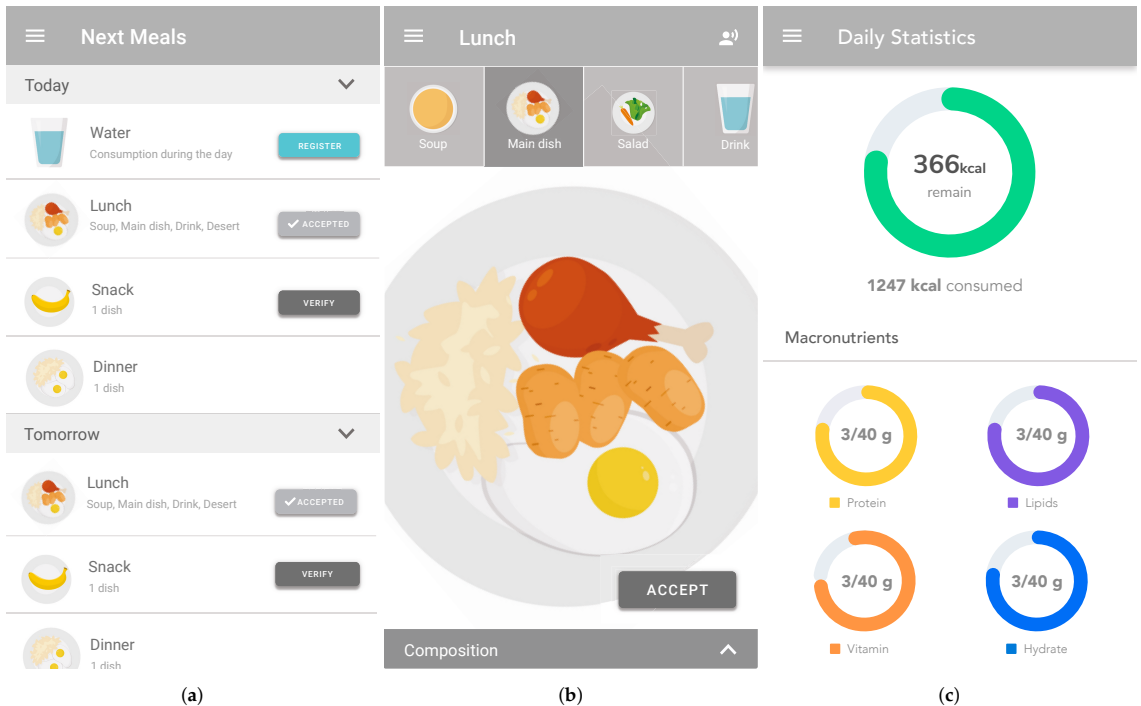 Next Meals
Today
Water
Consumption during the day
REGISTER
Lunch
Soup, Main dish, Drink, Desert
ACCEPTED
Snack
1 dish
VERIFY
Dinner
1 dish
Tomorrow
Lunch
Soup, Main dish, Drink, Desert
ACCEPTED
Snack
1 dish
VERIFY
Dinner
1 dish
(a)
Lunch
Soup
Main dish
Salad
Drink
ACCEPT
Composition
(b)
Daily Statistics
366kcal
remain
1247 kcal consumed
Macronutrients
3/40 g
Protein
3/40 g
Lipids
3/40 g
Vitamin
3/40 g
Hydrate
(c)